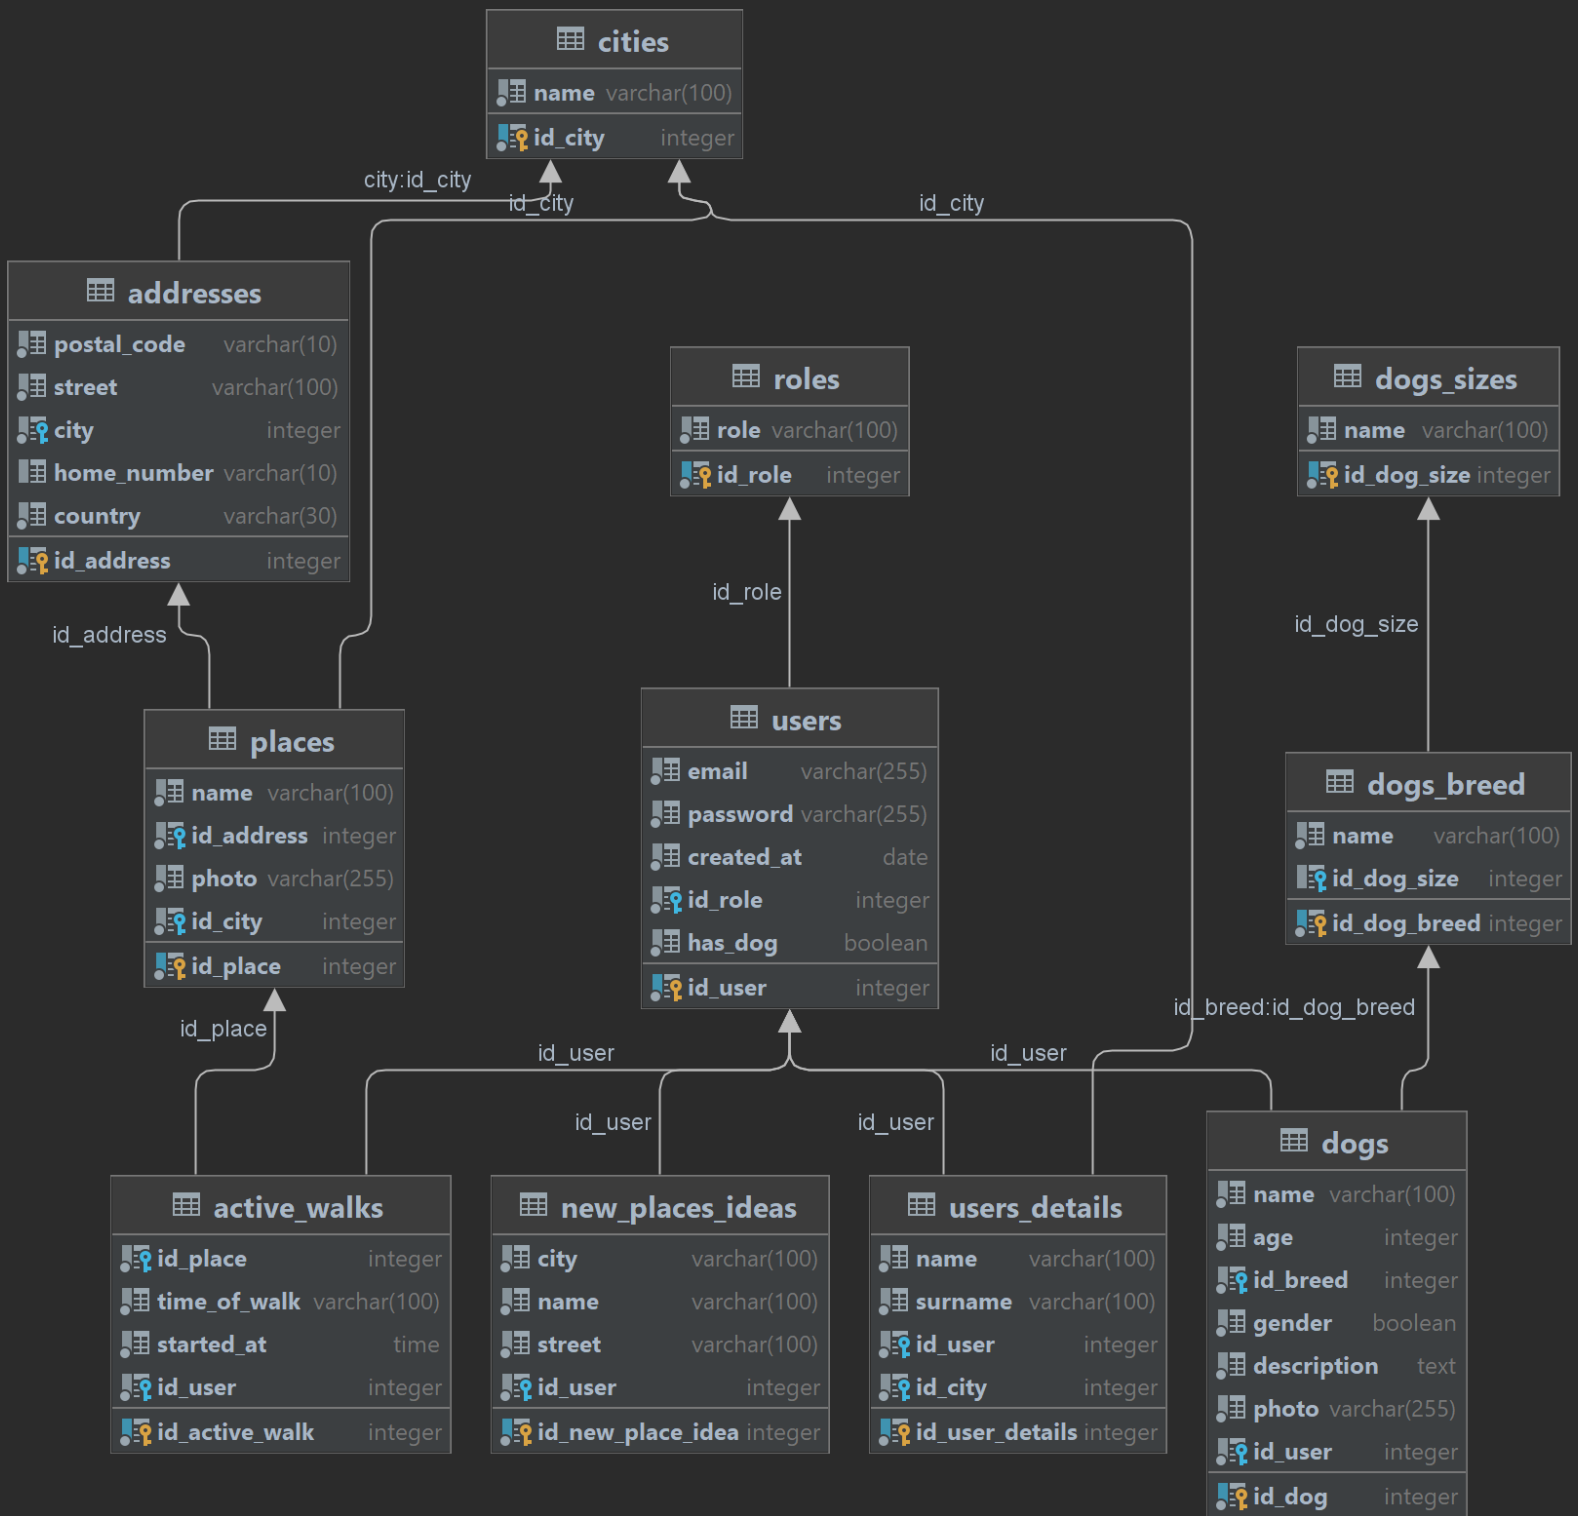 cities
name varchar(100)
id_city integer
city:id_city
id_city
id_city
addresses
postal_code varchar(10)
street varchar(100)
city integer
home_number varchar(10)
country varchar(30)
id_address integer
roles
role varchar(100)
id_role integer
dogs_sizes
name varchar(100)
id_dog_size integer
id_address
id_role
id_dog_size
places
name varchar(100)
id_address integer
photo varchar(255)
id_city integer
id_place integer
users
email varchar(255)
password varchar(255)
created_at date
id_role integer
has_dog boolean
id_user integer
dogs_breed
name varchar(100)
id_dog_size integer
id_dog_breed integer
id_place
id_user
id_user
id_breed:id_dog_breed
id_user
id_user
active_walks
id_place integer
time_of_walk varchar(100)
started_at time
id_user integer
id_active_walk integer
new_places_ideas
city varchar(100)
name varchar(100)
street varchar(100)
id_user integer
id_new_place_idea integer
users_details
name varchar(100)
surname varchar(100)
id_user integer
id_city integer
id_user_details integer
dogs
name varchar(100)
age integer
id_breed integer
gender boolean
description text
photo varchar(255)
id_user integer
id_dog integer